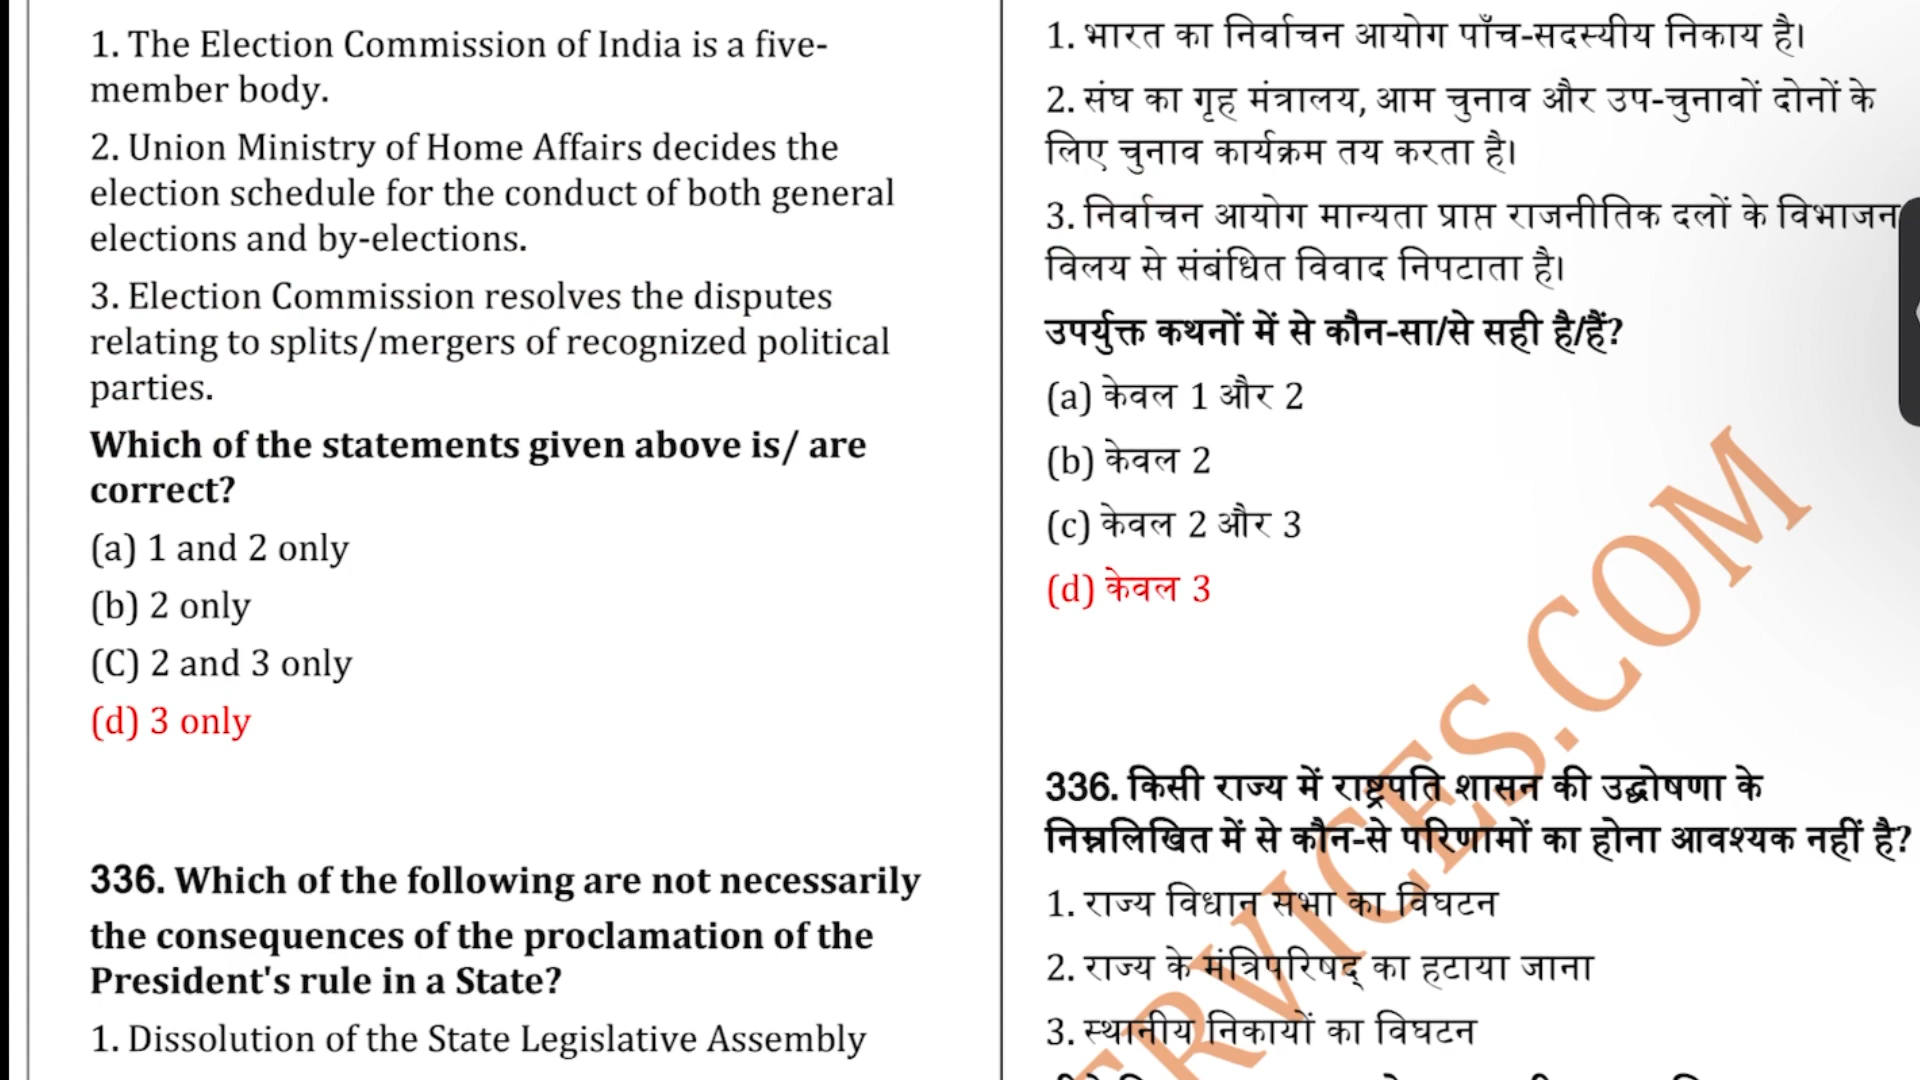 1. The Election Commission of India is a five-
member body.
2. Union Ministry of Home Affairs decides the
election schedule for the conduct of both general
elections and by-elections.
3. Election Commission resolves the disputes
relating to splits/mergers of recognized political
parties.
Which of the statements given above is/ are
correct?
(a) 1 and 2 only
(b) 2 only
(C) 2 and 3 only
(d) 3 only
336. Which of the following are not necessarily
the consequences of the proclamation of the
President's rule in a State?
1. Dissolution of the State Legislative Assembly
1. भारत का निर्वाचन आयोग पाँच-सदस्यीय निकाय है।
2. संघ का गृह मंत्रालय, आम चुनाव और उप-चुनावों दोनों के
लिए चुनाव कार्यक्रम तय करता है।
3. निर्वाचन आयोग मान्यता प्राप्त राजनीतिक दलों के विभाजन
विलय से संबंधित विवाद निपटाता है।
उपर्युक्त कथनों में से कौन-सा/से सही है/हैं?
(a) केवल 1 और 2
(b) केवल 2
(c) केवल 2 और 3
(d) केवल 3
336. किसी राज्य में राष्ट्रपति शासन की उद्घोषणा के
निम्नलिखित में से कौन-से परिणामों का होना आवश्यक नहीं है?
1. राज्य विधान सभा का विघटन
2. राज्य के मंत्रिपरिषद् का हटाया जाना
3. स्थानीय निकायों का विघटन
RVICES.COM